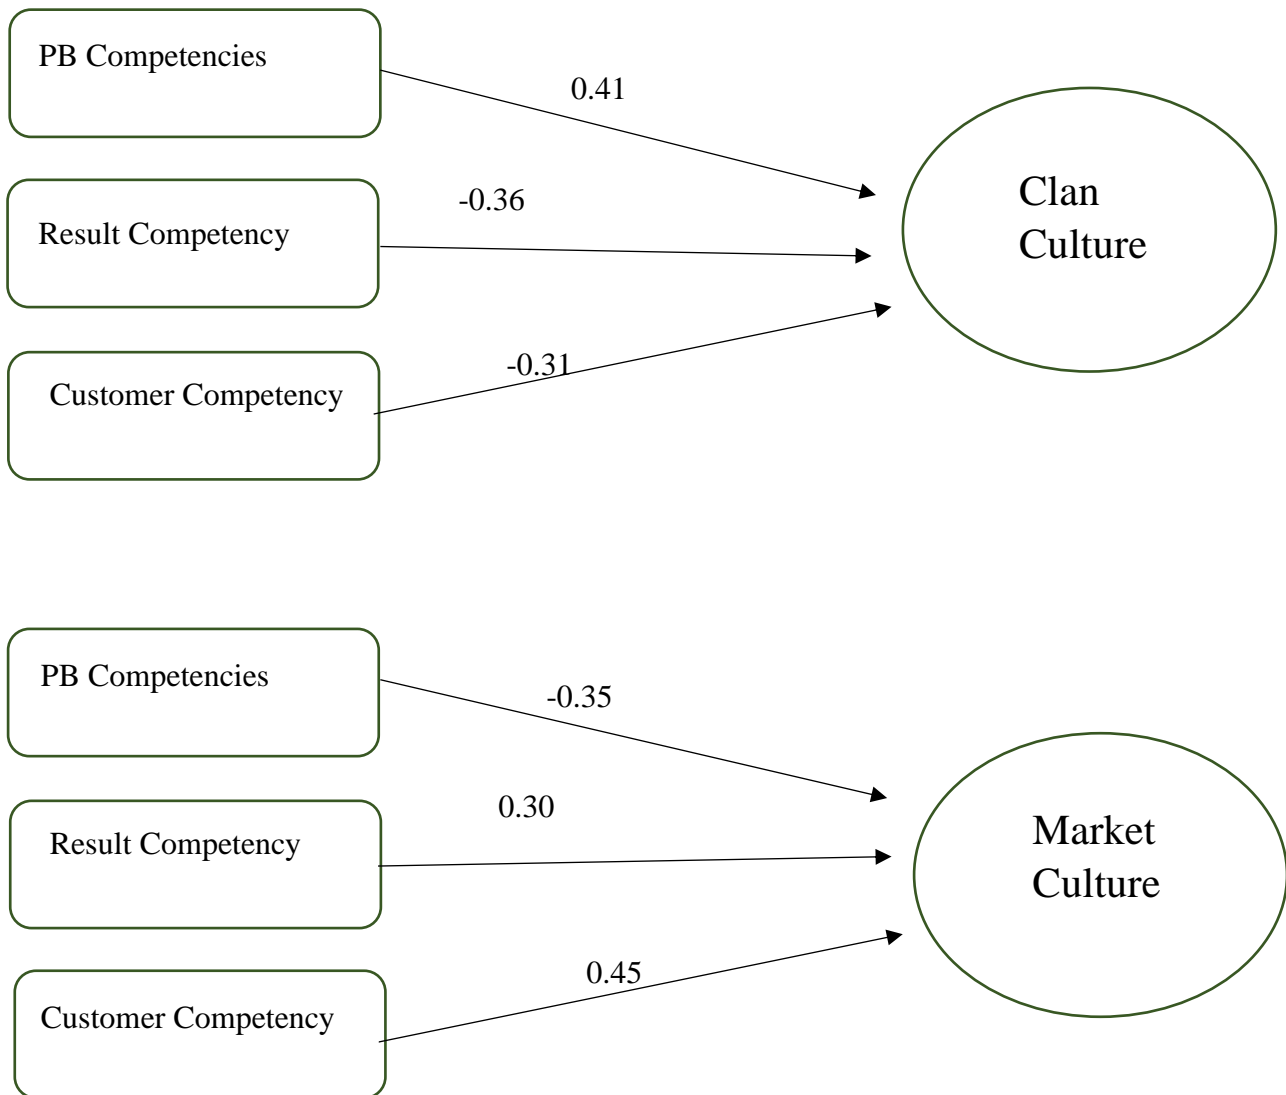 PB Competencies
0.41
-0.36
Clan
Culture
Result Competency
-0.31
Customer Competency
PB Competencies
-0.35
0.30
Market
Culture
Result Competency
0.45
Customer Competency